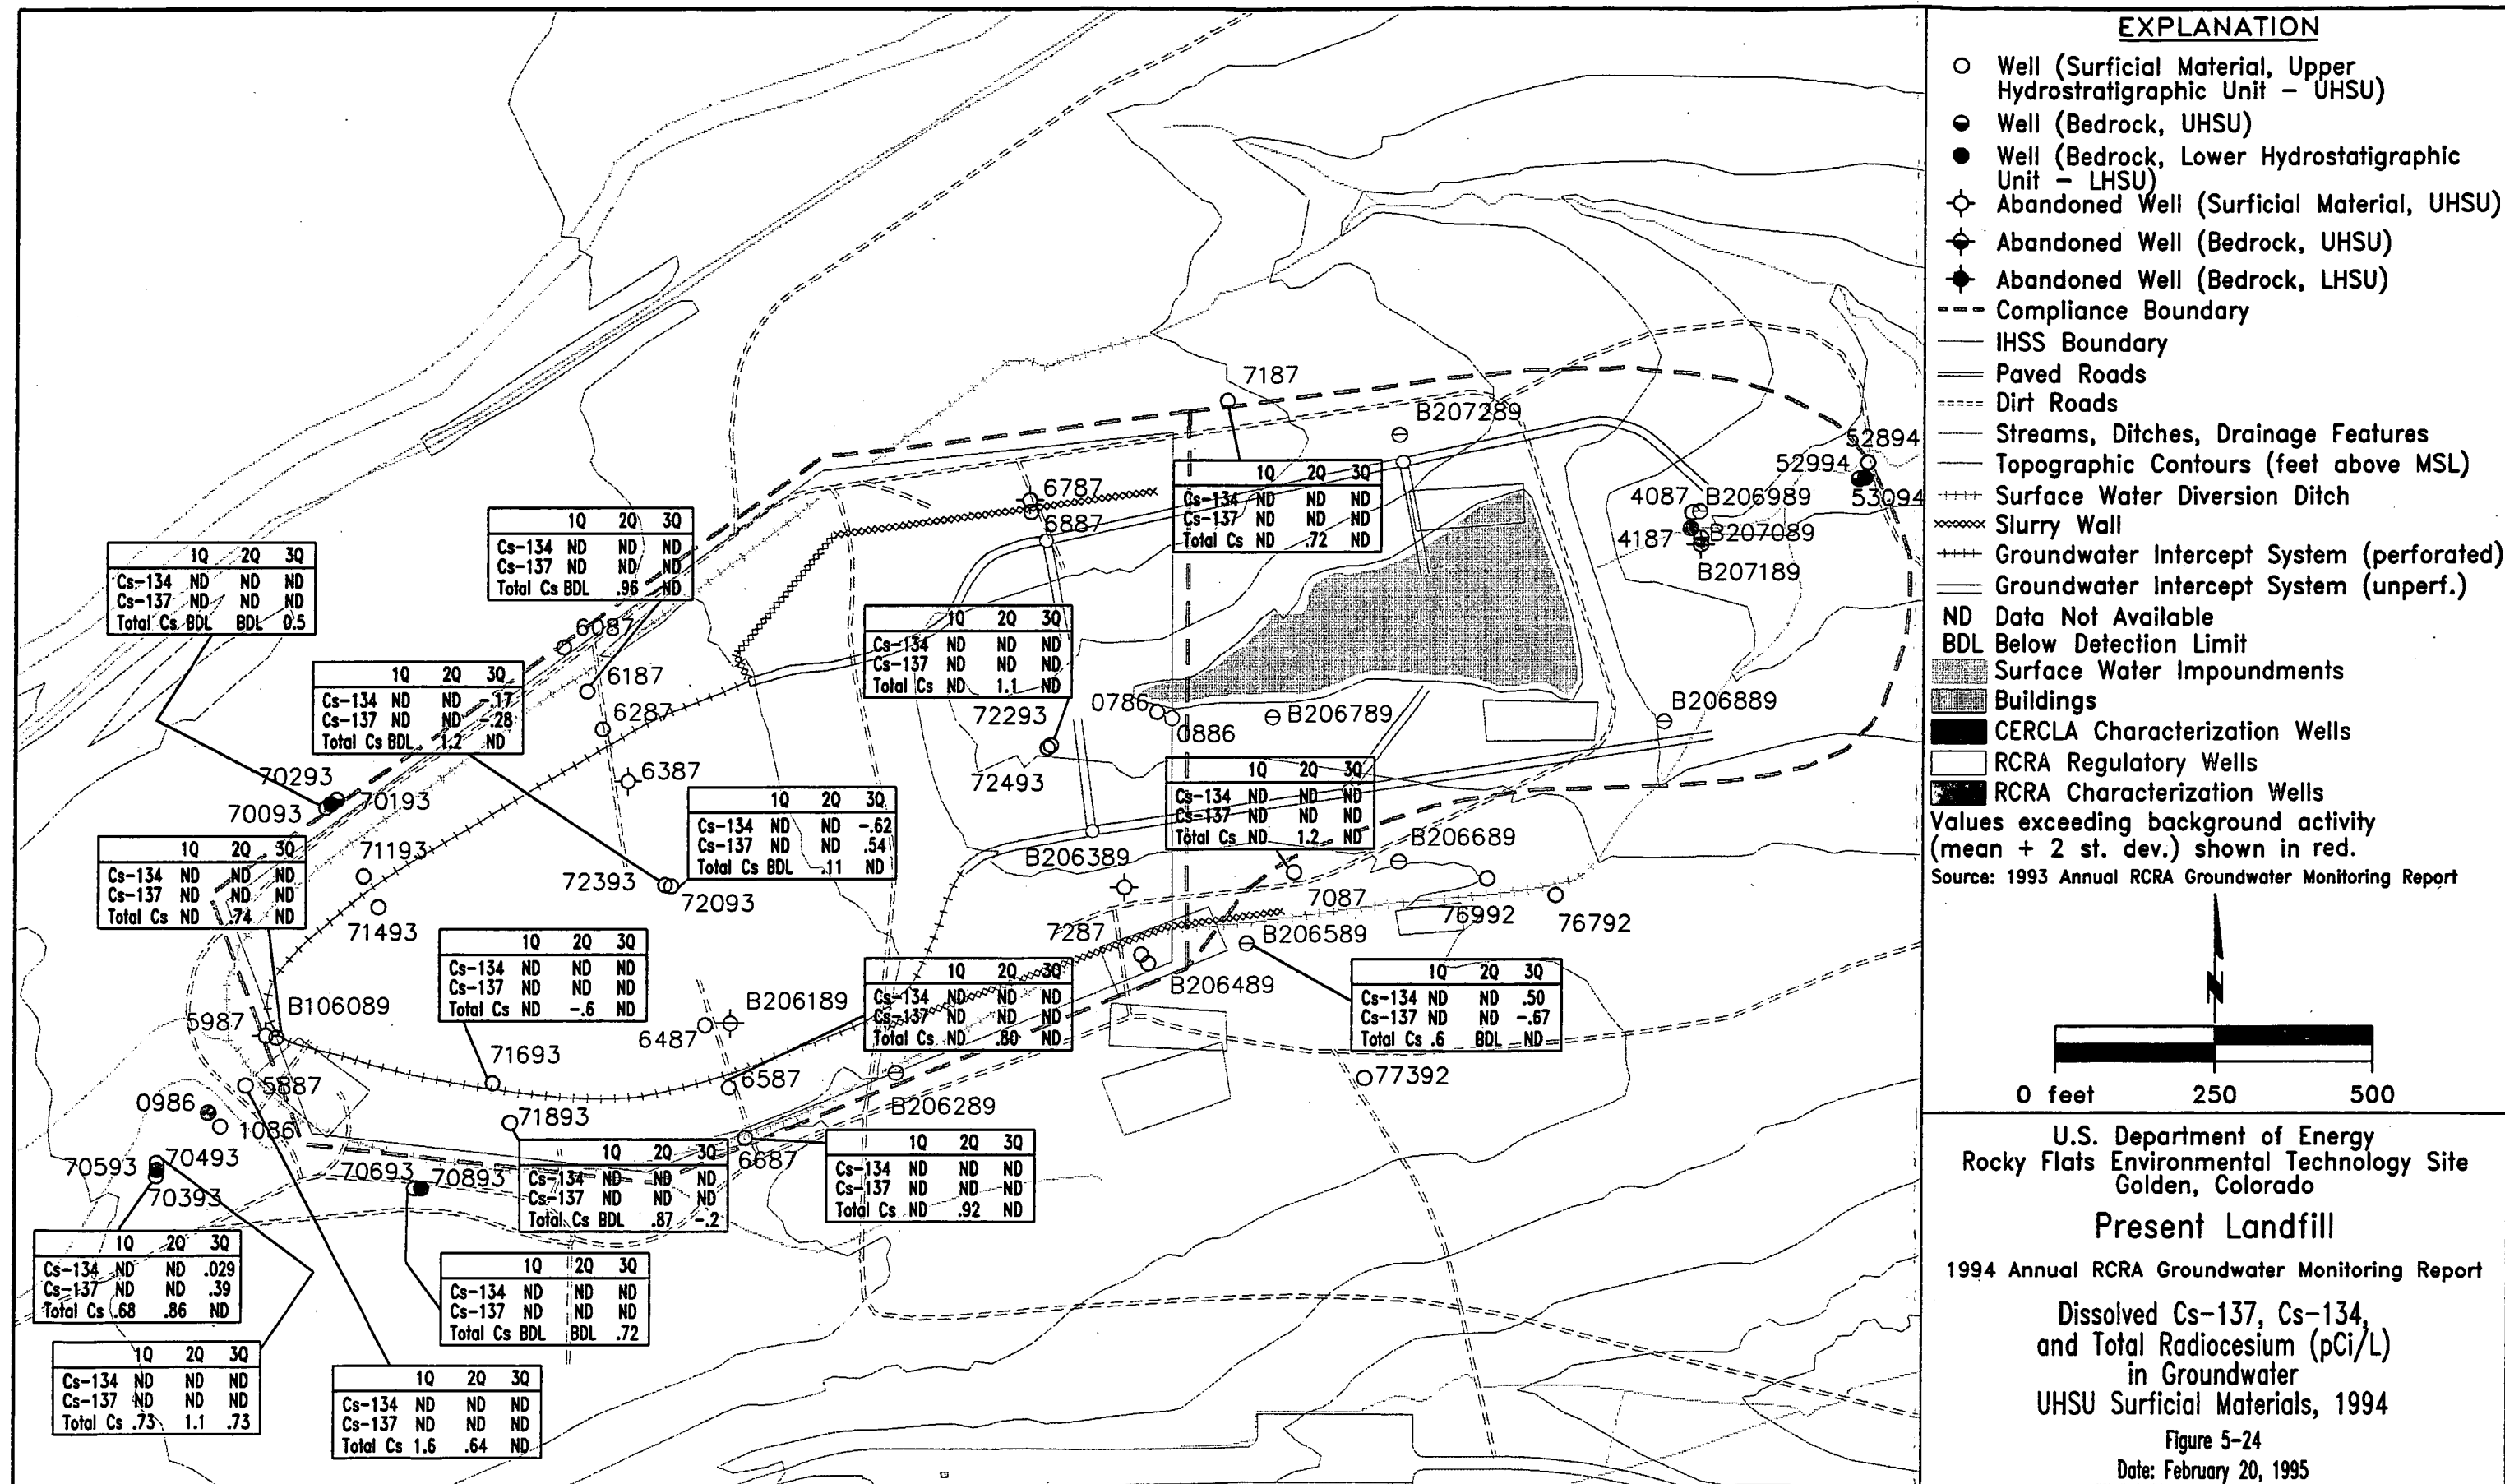 EXPLANATION
Well (Surficial Material, Upper
Hydrostratigraphic Unit – UHSU)
Well (Bedrock, UHSU)
Well (Bedrock, Lower Hydrostatigraphic
Unit – LHSU)
Abandoned Well (Surficial Material, UHSU)
Abandoned Well (Bedrock, UHSU)
Abandoned Well (Bedrock, LHSU)
Compliance Boundary
IHSS Boundary
Paved Roads
Dirt Roads
Streams, Ditches, Drainage Features
Topographic Contours (feet above MSL)
Surface Water Diversion Ditch
Slurry Wall
Groundwater Intercept System (perforated)
Groundwater Intercept System (unperf.)
ND Data Not Available
BDL Below Detection Limit
Surface Water Impoundments
Buildings
CERCLA Characterization Wells
RCRA Regulatory Wells
RCRA Characterization Wells
Values exceeding background activity
(mean + 2 st. dev.) shown in red.
Source: 1993 Annual RCRA Groundwater Monitoring Report
N
0 feet 250 500
U.S. Department of Energy
Rocky Flats Environmental Technology Site
Golden, Colorado
Present Landfill
1994 Annual RCRA Groundwater Monitoring Report
Dissolved Cs-137, Cs-134,
and Total Radiocesium (pCi/L)
in Groundwater
UHSU Surficial Materials, 1994
Figure 5-24
Date: February 20, 1995
7187
B207289
52894
52994
53094
4087 B206989
4187 B207089
B207189
6787
6887
1Q 2Q 3Q
Cs-134 ND ND ND
Cs-137 ND ND ND
Total Cs ND .72 ND
1Q 2Q 3Q
Cs-134 ND ND ND
Cs-137 ND ND ND
Total Cs BDL .96 ND
1Q 2Q 3Q
Cs-134 ND ND ND
Cs-137 ND ND ND
Total Cs BDL BDL 0.5
6087
6187
6287
6387
1Q 2Q 3Q
Cs-134 ND ND -.17
Cs-137 ND ND -.28
Total Cs BDL 1.2 ND
1Q 2Q 3Q
Cs-134 ND ND ND
Cs-137 ND ND ND
Total Cs ND 1.1 ND
72293
72493
0786
0886
B206789
B206889
70293
70193
70093
1Q 2Q 3Q
Cs-134 ND ND -.62
Cs-137 ND ND .54
Total Cs BDL .11 ND
1Q 2Q 3Q
Cs-134 ND ND ND
Cs-137 ND ND ND
Total Cs ND 1.2 ND
1Q 2Q 3Q
Cs-134 ND ND ND
Cs-137 ND ND ND
Total Cs ND .74 ND
71193
71493
72393
72093
B206389
B206689
7087
76992
76792
7287
B206589
B206489
1Q 2Q 3Q
Cs-134 ND ND ND
Cs-137 ND ND ND
Total Cs ND -.6 ND
1Q 2Q 3Q
Cs-134 ND ND ND
Cs-137 ND ND ND
Total Cs ND .80 ND
1Q 2Q 3Q
Cs-134 ND ND .50
Cs-137 ND ND -.67
Total Cs .6 BDL ND
B106089
5987
B206189
6487
71693
6587
B206289
77392
5887
0986
1086
71893
6687
70593 70493
70393
70693 70893
1Q 2Q 3Q
Cs-134 ND ND ND
Cs-137 ND ND ND
Total Cs BDL .87 -.2
1Q 2Q 3Q
Cs-134 ND ND ND
Cs-137 ND ND ND
Total Cs ND .92 ND
1Q 2Q 3Q
Cs-134 ND ND .029
Cs-137 ND ND .39
Total Cs .68 .86 ND
1Q 2Q 3Q
Cs-134 ND ND ND
Cs-137 ND ND ND
Total Cs BDL BDL .72
1Q 2Q 3Q
Cs-134 ND ND ND
Cs-137 ND ND ND
Total Cs .73 1.1 .73
1Q 2Q 3Q
Cs-134 ND ND ND
Cs-137 ND ND ND
Total Cs 1.6 .64 ND